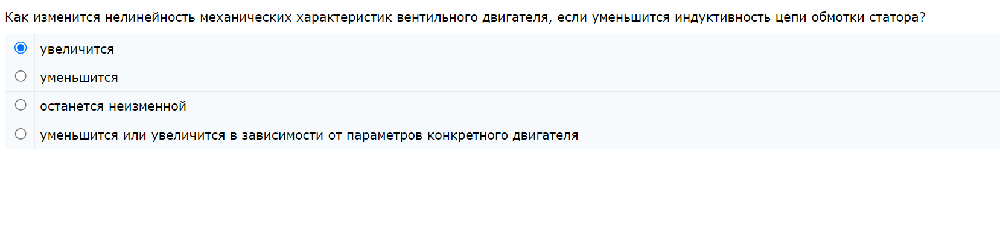 Как изменится нелинейность механических характеристик вентильного двигателя, если уменьшится индуктивность цепи обмотки статора?
увеличится
уменьшится
останется неизменной
уменьшится или увеличится в зависимости от параметров конкретного двигателя